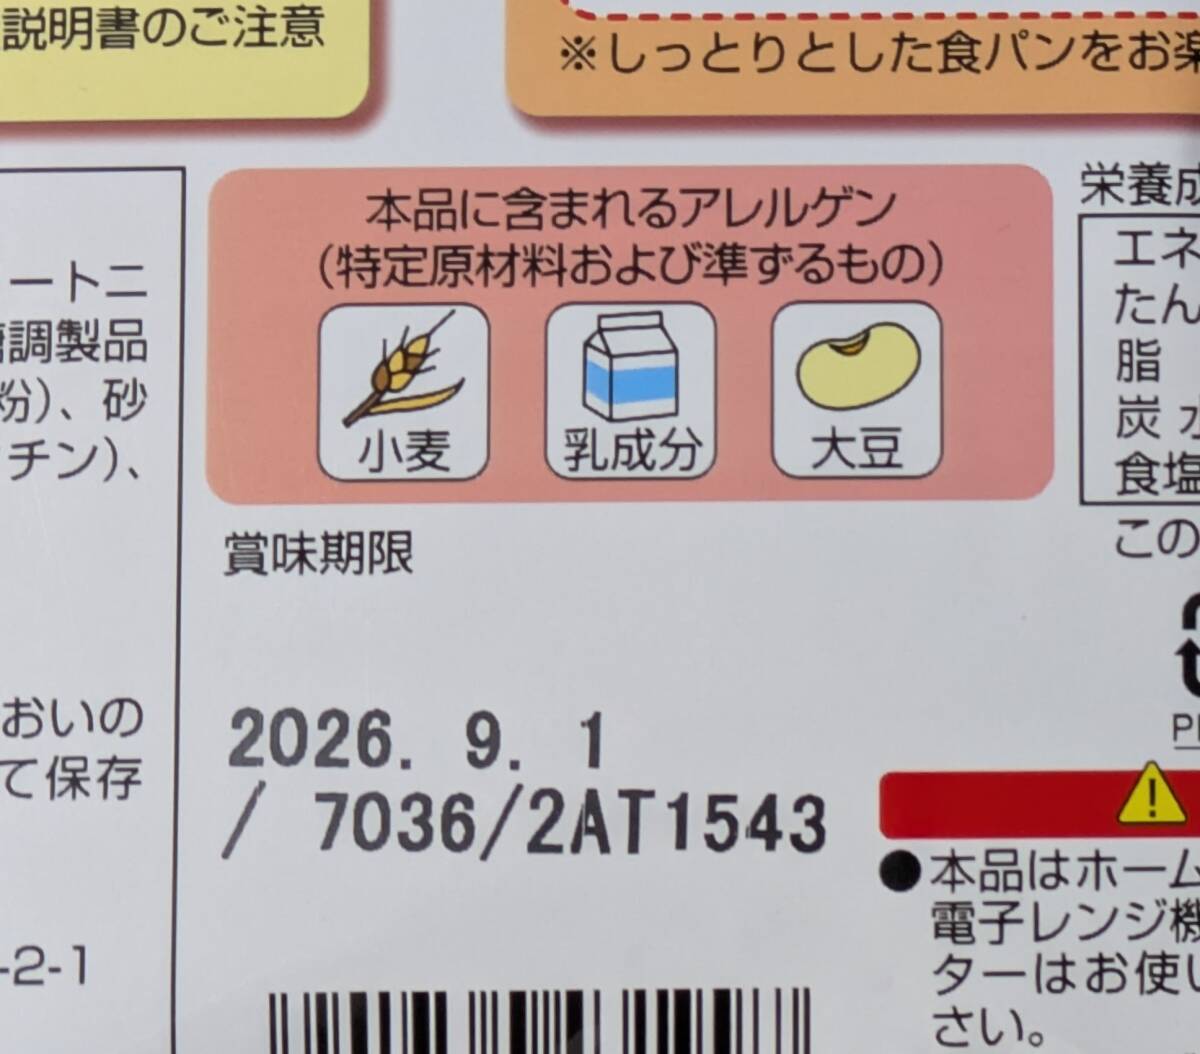 説明書のご注意
※しっとりとした食パンをお楽
ートニ
調製品
粉)、砂
チン)、
おいの
て保存
-2-1
本品に含まれるアレルゲン
(特定原材料および準ずるもの)
小麦
乳成分
大豆
賞味期限
2026. 9. 1
/ 7036/2AT1543
栄養成
エネ
たん
脂
炭水
食塩
この
●本品はホーム
電子レンジ機
ターはお使い
さい。